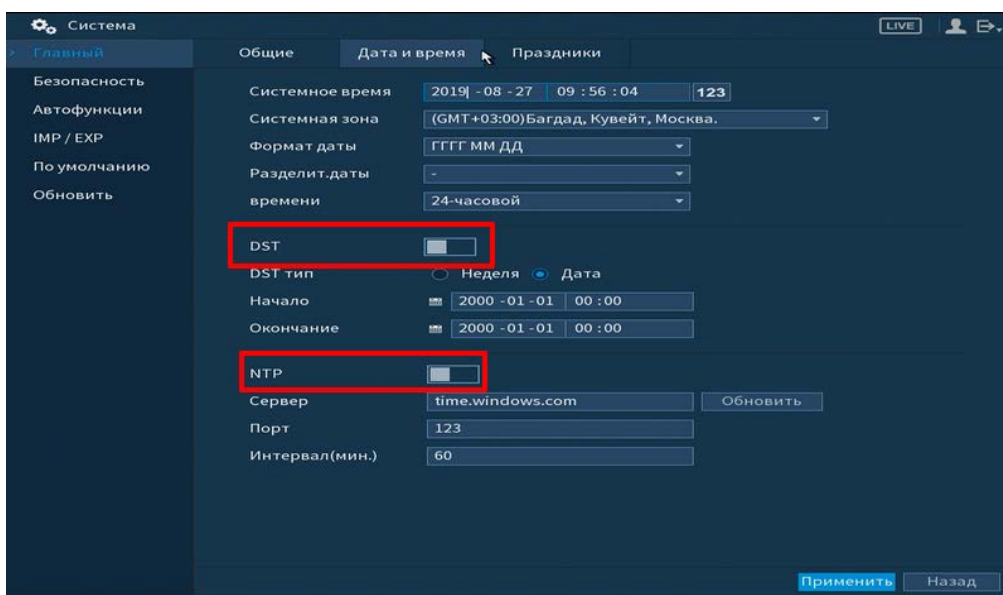 Система LIVE
Главный Общие Дата и время Праздники
Безопасность
Автофункции
IMP / EXP
По умолчанию
Обновить
Системное время 2019 -08 -27 09 :56 :04 123
Системная зона (GMT+03:00)Багдад, Кувейт, Москва.
Формат даты ГГГГ ММ ДД
Разделит.даты -
времени 24-часовой
DST
DST тип Неделя Дата
Начало 2000 -01 -01 00 :00
Окончание 2000 -01 -01 00 :00
NTP
Сервер time.windows.com Обновить
Порт 123
Интервал(мин.) 60
Применить Назад